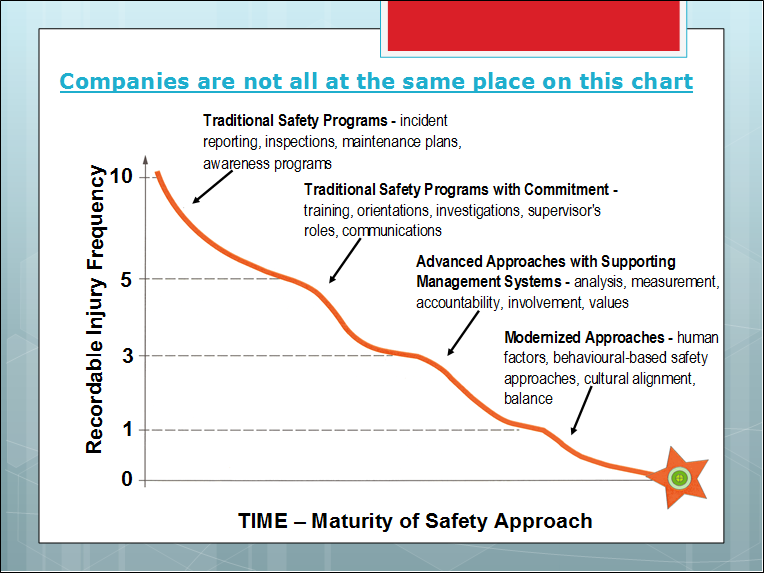 Companies are not all at the same place on this chart
Traditional Safety Programs - incident
reporting, inspections, maintenance plans,
awareness programs
Traditional Safety Programs with Commitment -
training, orientations, investigations, supervisor's
roles, communications
Advanced Approaches with Supporting
Management Systems - analysis, measurement,
accountability, involvement, values
Modernized Approaches - human
factors, behavioural-based safety
approaches, cultural alignment,
balance
Recordable Injury Frequency
10
5
3
1
0
TIME – Maturity of Safety Approach